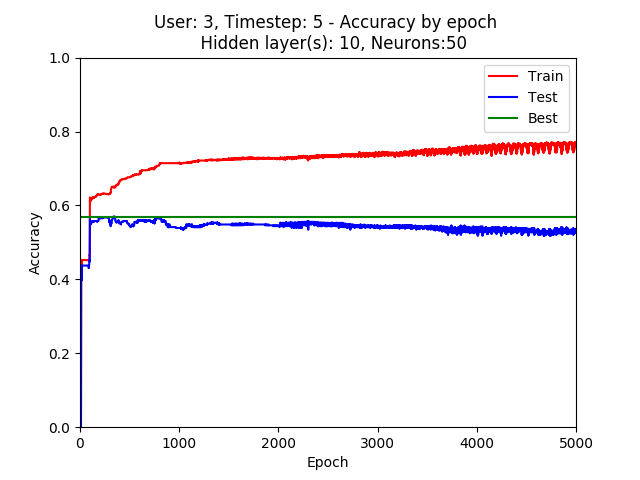 User: 3, Timestep: 5 - Accuracy by epoch
Hidden layer(s): 10, Neurons:50
1.0
0.8
0.6
0.4
0.2
0.0
Accuracy
Train
Test
Best
0
1000
2000
3000
4000
5000
Epoch